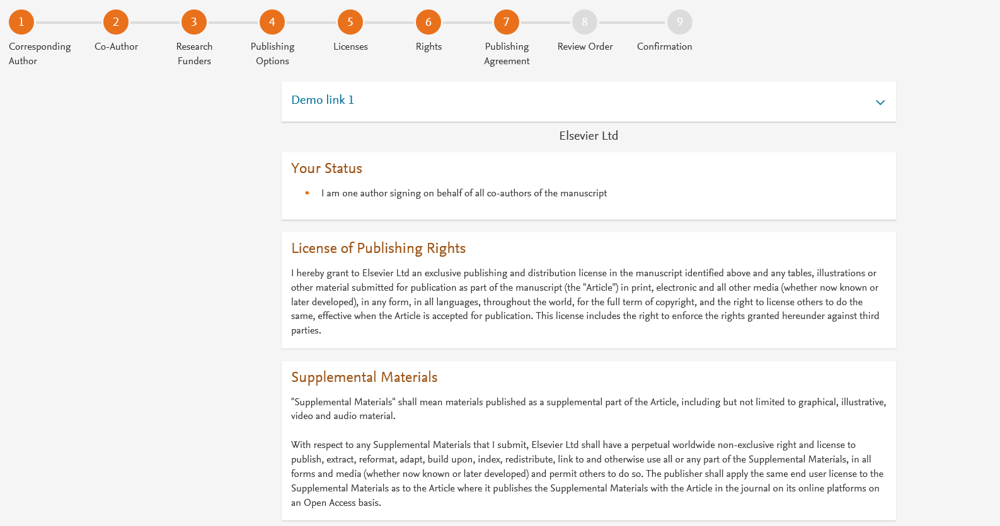 1 2 3 4 5 6 7 8 9
Corresponding Author
Co-Author
Research Funders
Publishing Options
Licenses
Rights
Publishing Agreement
Review Order
Confirmation
Demo link 1
Elsevier Ltd
Your Status
• I am one author signing on behalf of all co-authors of the manuscript
License of Publishing Rights
I hereby grant to Elsevier Ltd an exclusive publishing and distribution license in the manuscript identified above and any tables, illustrations or
other material submitted for publication as part of the manuscript (the "Article") in print, electronic and all other media (whether now known or
later developed), in any form, in all languages, throughout the world, for the full term of copyright, and the right to license others to do the
same, effective when the Article is accepted for publication. This license includes the right to enforce the rights granted hereunder against third
parties.
Supplemental Materials
"Supplemental Materials" shall mean materials published as a supplemental part of the Article, including but not limited to graphical, illustrative,
video and audio material.
With respect to any Supplemental Materials that I submit, Elsevier Ltd shall have a perpetual worldwide non-exclusive right and license to
publish, extract, reformat, adapt, build upon, index, redistribute, link to and otherwise use all or any part of the Supplemental Materials, in all
forms and media (whether now known or later developed) and permit others to do so. The publisher shall apply the same end user license to the
Supplemental Materials as to the Article where it publishes the Supplemental Materials with the Article in the journal on its online platforms on
an Open Access basis.